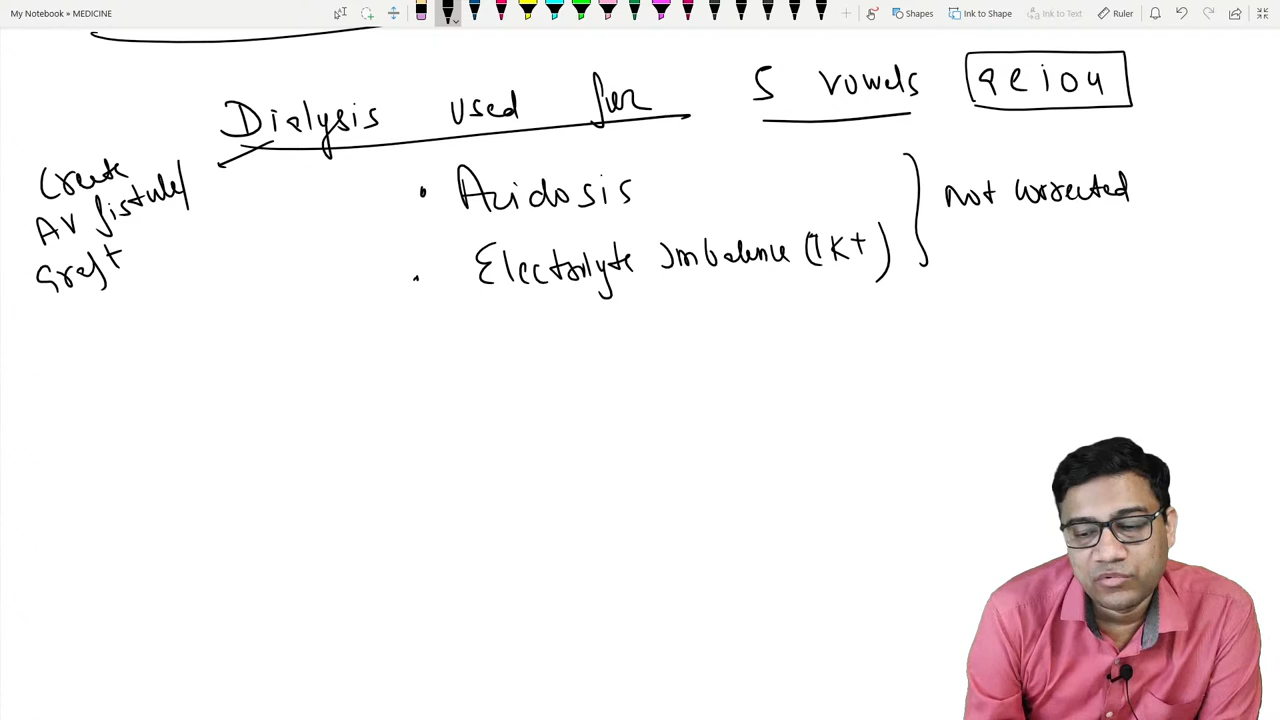 My Notebook » MEDICINE
Shapes Ink to Shape Ink to Text Ruler
Dialysis used for 5 vowels aeiou
Create
AV fistula/
Graft
• Acidosis
• Electrolyte Imbalance (↑K+)
not corrected